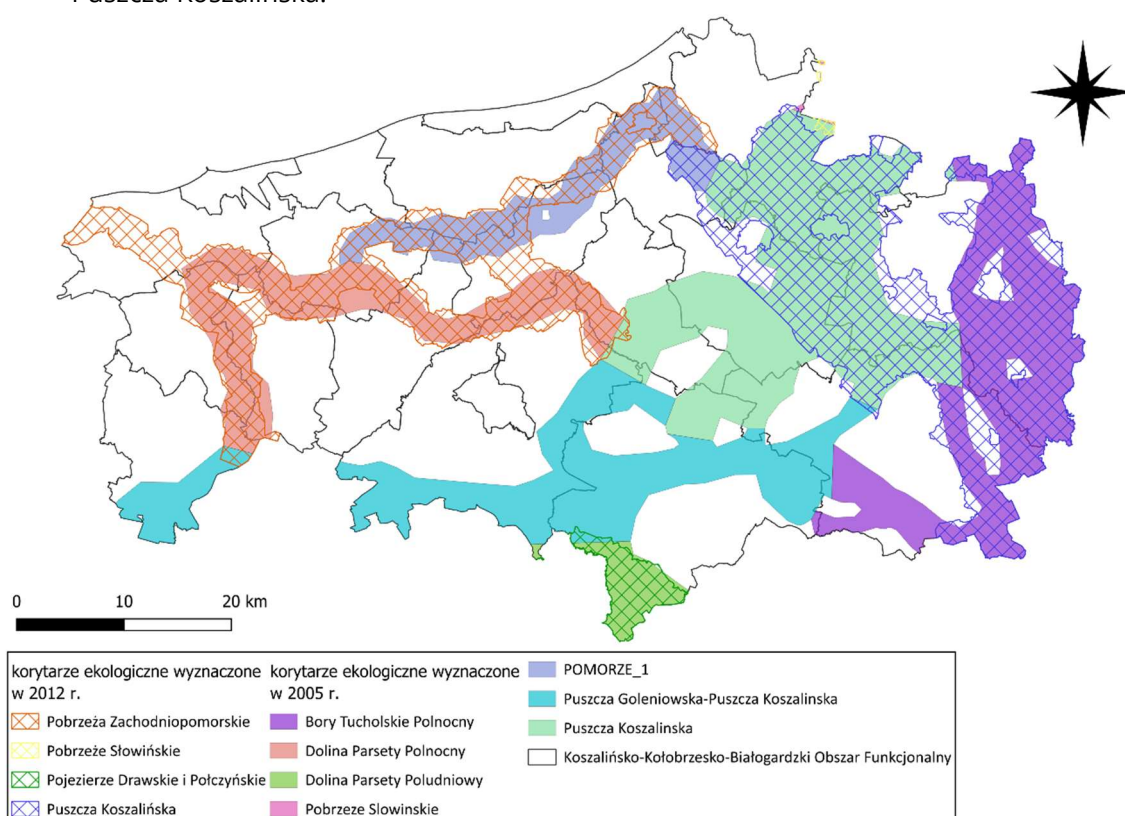 Puszcza Koszalińska.
0 10 20 km
korytarze ekologiczne wyznaczone
w 2012 r.
Pobrzeża Zachodniopomorskie
Pobrzeże Słowińskie
Pojezierze Drawskie i Połczyńskie
Puszcza Koszalińska
korytarze ekologiczne wyznaczone
w 2005 r.
Bory Tucholskie Polnocny
Dolina Parsety Polnocny
Dolina Parsety Poludniowy
Pobrzeze Slowinskie
POMORZE_1
Puszcza Goleniowska-Puszcza Koszalinska
Puszcza Koszalinska
Koszalińsko-Kołobrzesko-Białogardzki Obszar Funkcjonalny